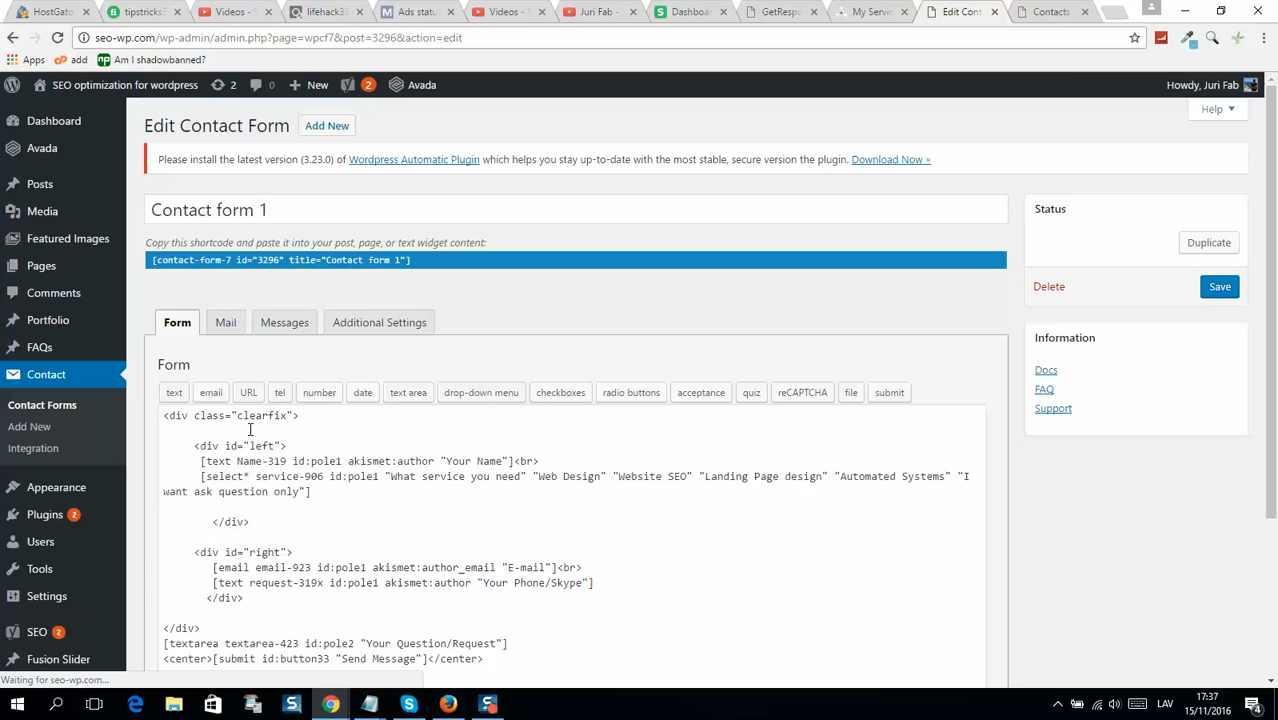 HostGato
tipstricks3
Videos -
lifehack33
Ads statu
Videos -
Juri Fab -
Dashboa
GetRespo
My Servi
Edit Cont
Contacts
seo-wp.com/wp-admin/admin.php?page=wpcf7&post=3296&action=edit
Apps
add
Am I shadowbanned?
SEO optimization for wordpress
2
0
New
2
Avada
Howdy, Juri Fab
Dashboard
Avada
Posts
Media
Featured Images
Pages
Comments
Portfolio
FAQs
Contact
Contact Forms
Add New
Integration
Appearance
Plugins 2
Users
Tools
Settings
SEO 2
Fusion Slider
Help
Edit Contact Form
Add New
Please install the latest version (3.23.0) of Wordpress Automatic Plugin which helps you stay up-to-date with the most stable, secure version the plugin. Download Now »
Contact form 1
Copy this shortcode and paste it into your post, page, or text widget content:
[contact-form-7 id="3296" title="Contact form 1"]
Form
Mail
Messages
Additional Settings
Form
text
email
URL
tel
number
date
text area
drop-down menu
checkboxes
radio buttons
acceptance
quiz
reCAPTCHA
file
submit
<div class="clearfix">
<div id="left">
[text Name-319 id:pole1 akismet:author "Your Name"]<br>
[select* service-906 id:pole1 "What service you need" "Web Design" "Website SEO" "Landing Page design" "Automated Systems" "I
want ask question only"]
</div>
<div id="right">
[email email-923 id:pole1 akismet:author_email "E-mail"]<br>
[text request-319x id:pole1 akismet:author "Your Phone/Skype"]
</div>
</div>
[textarea textarea-423 id:pole2 "Your Question/Request"]
<center>[submit id:button33 "Send Message"]</center>
Status
Duplicate
Delete
Save
Information
Docs
FAQ
Support
Waiting for seo-wp.com...
LAV
17:37
15/11/2016
4